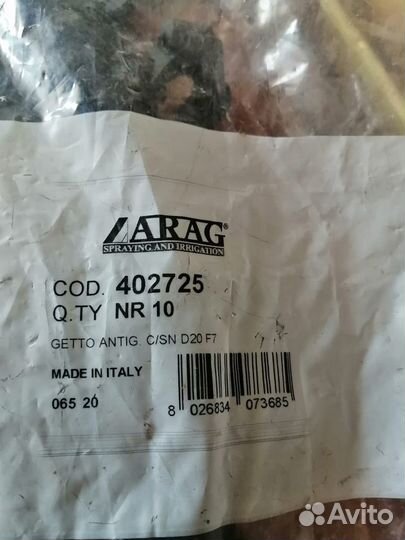 ARAG®
SPRAYING AND IRRIGATION
COD. 402725
Q.TY NR 10
GETTO ANTIG. C/SN D20 F7
MADE IN ITALY
065 20
8 026834 073685
Avito